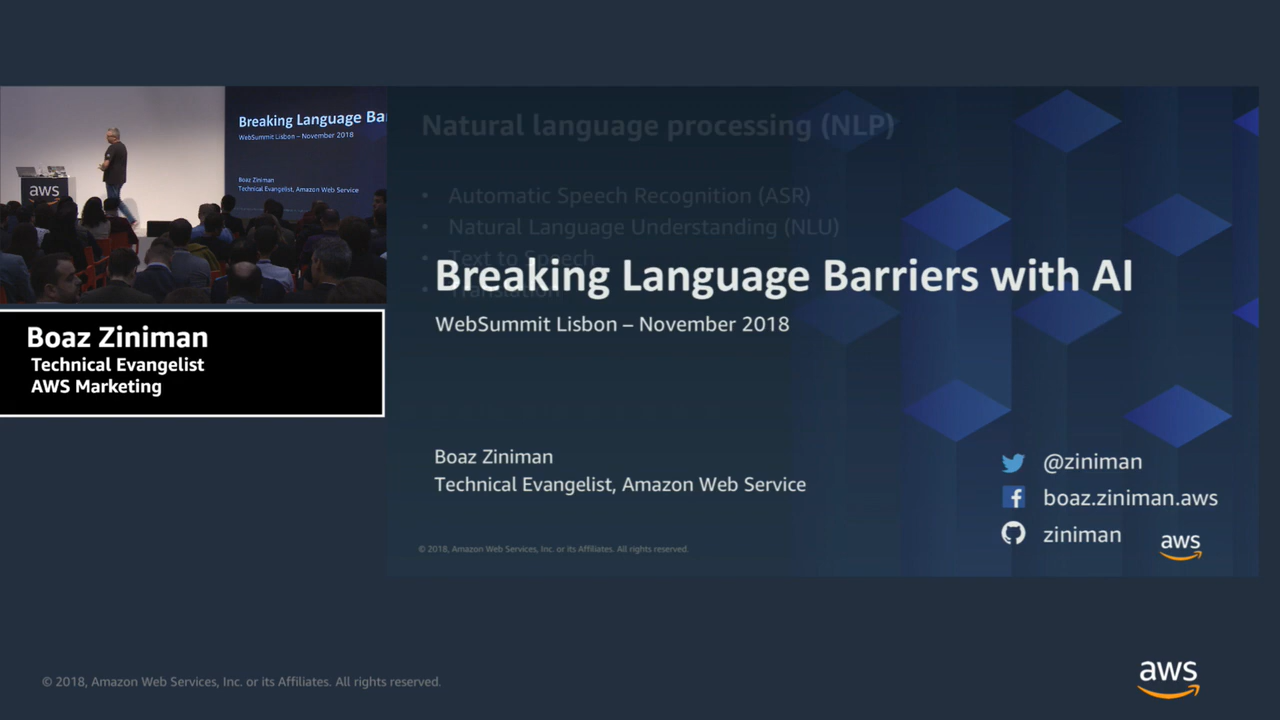 Breaking Language Bar
WebSummit Lisbon – November 2018
Boaz Ziniman
Technical Evangelist, Amazon Web Service
aws
Boaz Ziniman
Technical Evangelist
AWS Marketing
Natural language processing (NLP)
• Automatic Speech Recognition (ASR)
• Natural Language Understanding (NLU)
• Text to Speech
• Translation
Breaking Language Barriers with AI
WebSummit Lisbon – November 2018
Boaz Ziniman
Technical Evangelist, Amazon Web Service
@ziniman
boaz.ziniman.aws
ziniman
aws
© 2018, Amazon Web Services, Inc. or its Affiliates. All rights reserved.
© 2018, Amazon Web Services, Inc. or its Affiliates. All rights reserved.
aws